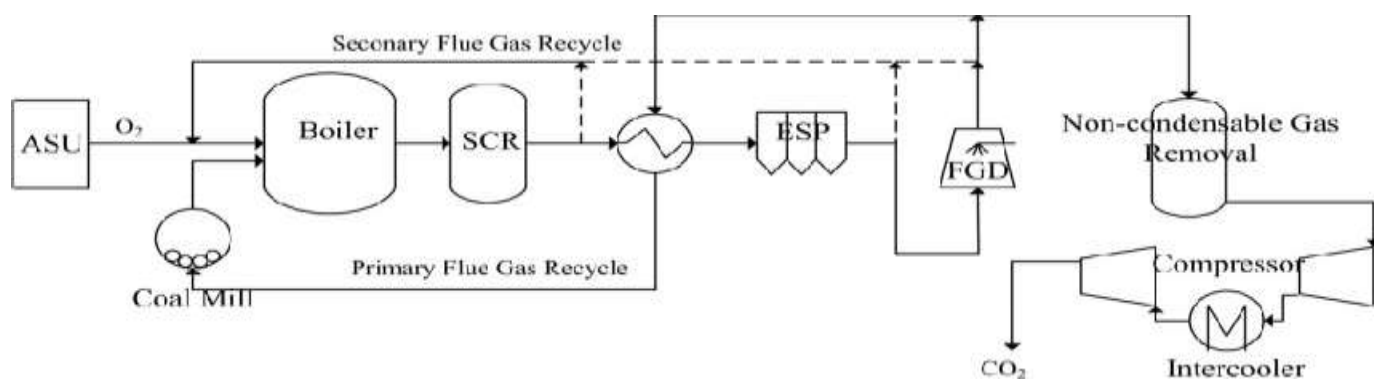 Seconary Flue Gas Recycle
ASU
O₂
Boiler
SCR
ESP
FGD
Non-condensable Gas
Removal
Primary Flue Gas Recycle
Coal Mill
Compressor
Intercooler
CO₂